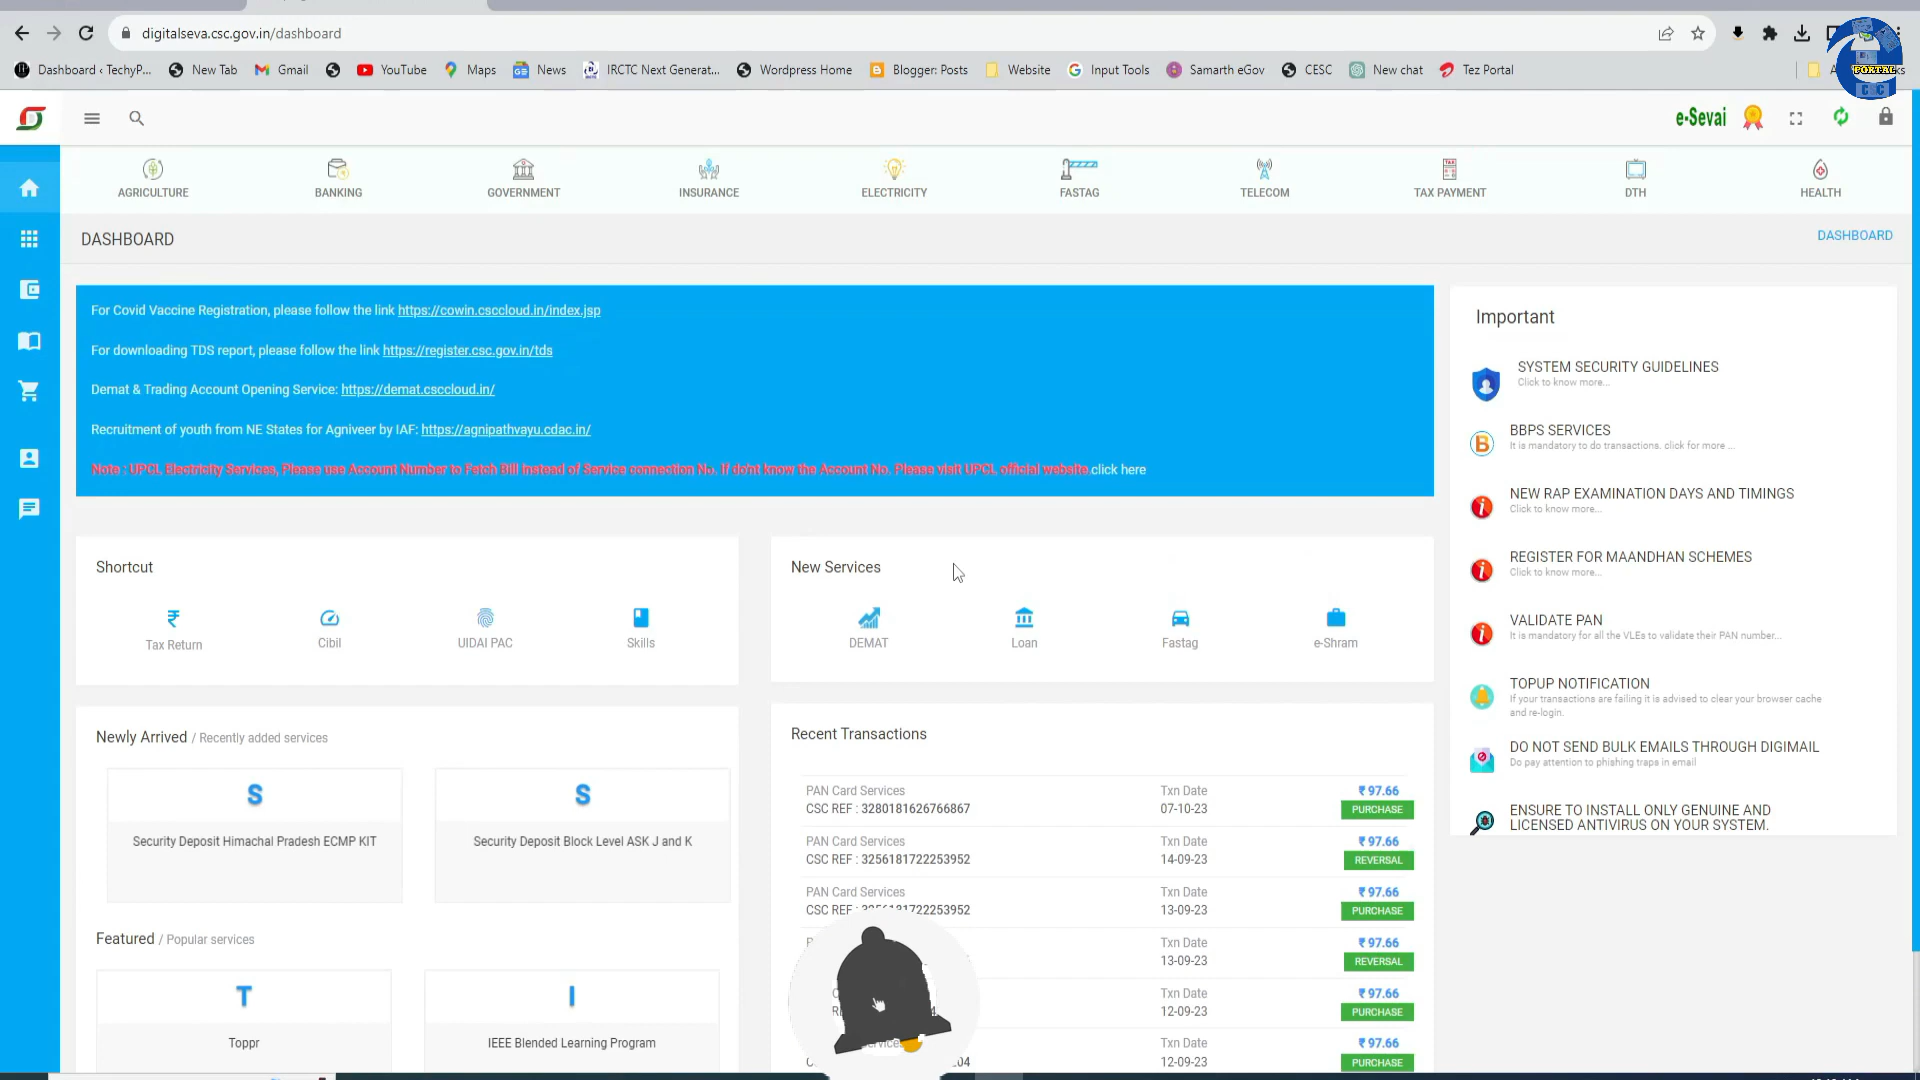 digitalseva.csc.gov.in/dashboard
Dashboard ‹ TechyP...
New Tab
Gmail
YouTube
Maps
News
IRCTC Next Generat...
Wordpress Home
Blogger: Posts
Website
Input Tools
Samarth eGov
CESC
New chat
Tez Portal
PORTAL
CSC
e-Sevai
AGRICULTURE
BANKING
GOVERNMENT
INSURANCE
ELECTRICITY
FASTAG
TELECOM
TAX PAYMENT
DTH
HEALTH
DASHBOARD
DASHBOARD
For Covid Vaccine Registration, please follow the link https://cowin.csccloud.in/index.jsp
For downloading TDS report, please follow the link https://register.csc.gov.in/tds
Demat & Trading Account Opening Service: https://demat.csccloud.in/
Recruitment of youth from NE States for Agniveer by IAF: https://agnipathvayu.cdac.in/
Note : UPCL Electricity Services, Please use Account Number to Fetch Bill instead of Service connection No. If do'nt know the Account No. Please visit UPCL official website.click here
Important
SYSTEM SECURITY GUIDELINES
Click to know more...
BBPS SERVICES
It is mandatory to do transactions. click for more ...
NEW RAP EXAMINATION DAYS AND TIMINGS
Click to know more...
REGISTER FOR MAANDHAN SCHEMES
Click to know more...
VALIDATE PAN
It is mandatory for all the VLEs to validate their PAN number...
TOPUP NOTIFICATION
If your transactions are failing it is advised to clear your browser cache
and re-login.
DO NOT SEND BULK EMAILS THROUGH DIGIMAIL
Do pay attention to phishing traps in email
ENSURE TO INSTALL ONLY GENUINE AND
LICENSED ANTIVIRUS ON YOUR SYSTEM.
Shortcut
Tax Return
Cibil
UIDAI PAC
Skills
New Services
DEMAT
Loan
Fastag
e-Shram
Newly Arrived / Recently added services
S
Security Deposit Himachal Pradesh ECMP KIT
S
Security Deposit Block Level ASK J and K
Featured / Popular services
T
Toppr
I
IEEE Blended Learning Program
Recent Transactions
PAN Card Services Txn Date ₹ 97.66
CSC REF : 3280181626766867 07-10-23 PURCHASE
PAN Card Services Txn Date ₹ 97.66
CSC REF : 3256181722253952 14-09-23 REVERSAL
PAN Card Services Txn Date ₹ 97.66
CSC REF : 3256181722253952 13-09-23 PURCHASE
Txn Date ₹ 97.66
13-09-23 REVERSAL
Txn Date ₹ 97.66
12-09-23 PURCHASE
Txn Date ₹ 97.66
12-09-23 PURCHASE